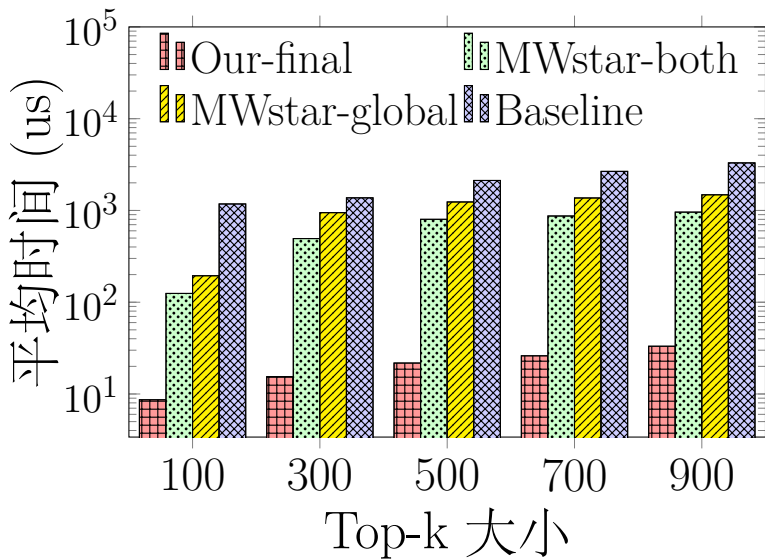 10^5
10^4
10^3
10^2
10^1
平均时间 (us)
Our-final
MWstar-both
MWstar-global
Baseline
100 300 500 700 900
Top-k 大小